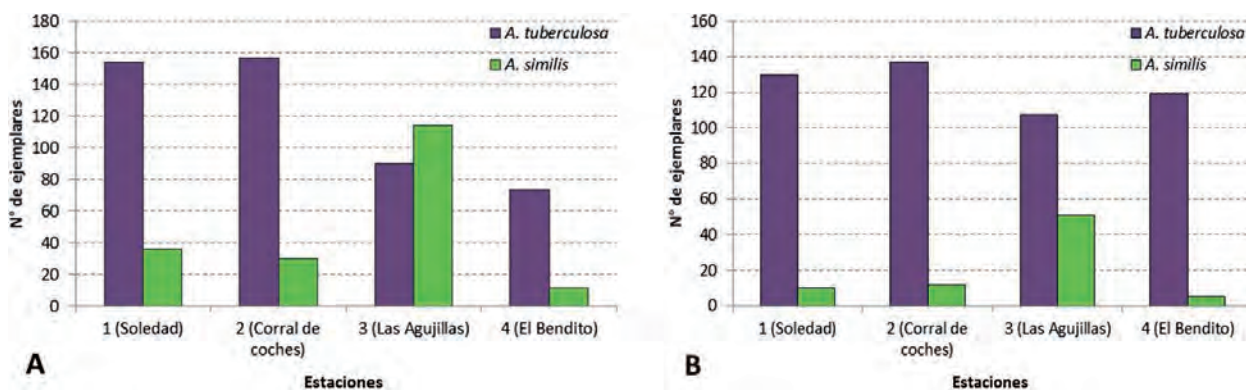 180
160
140
120
100
80
60
40
20
0
N° de ejemplares
A. tuberculosa
A. similis
1 (Soledad)
2 (Corral de
coches)
3 (Las Agujillas)
4 (El Bendito)
Estaciones
A
160
140
120
100
80
60
40
20
0
N° de ejemplares
A. tuberculosa
A. similis
1 (Soledad)
2 (Corral de
coches)
3 (Las Agujillas)
4 (El Bendito)
Estaciones
B